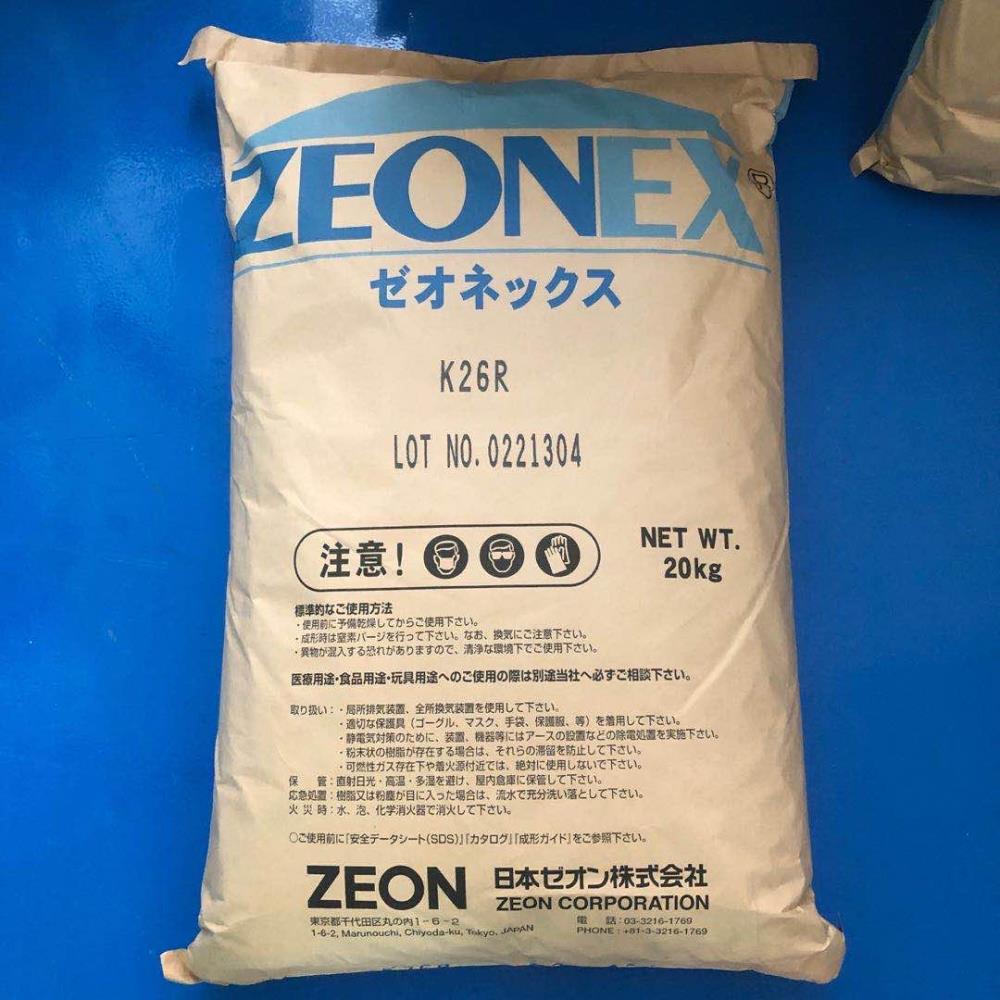 ZEONEX
ゼオネックス
K26R
LOT NO. 0221304
注意!
NET WT.
20kg
標準的なご使用方法
・使用前に予備乾燥してからご使用下さい。
・成形時は窒素パージを行って下さい。なお、換気にご注意下さい。
・異物が混入する恐れがありますので、清浄な環境下でご使用下さい。
医療用途・食品用途・玩具用途へのご使用の際は別途当社へ必ずご相談下さい。
取り扱い：・局所排気装置、全所換気装置を使用して下さい。
・適切な保護具（ゴーグル、マスク、手袋、保護服、等）を着用して下さい。
・静電気対策のために、装置、機器等にはアースの設置などの除電処置を実施下さい。
・粉末状の樹脂が存在する場合は、それらの滞留を防止して下さい。
・可燃性ガス存在下や着火源付近では、絶対に使用しないで下さい。
保　管：直射日光・高温・多湿を避け、屋内倉庫に保管して下さい。
応急処置：樹脂又は粉塵が目に入った場合は、流水で充分洗い落として下さい。
火災時：水、泡、化学消火器で消火して下さい。
○ご使用前に「安全データシート(SDS)」「カタログ」「成形ガイド」をご参照下さい。
ZEON 日本ゼオン株式会社
ZEON CORPORATION
東京都千代田区丸の内1-6-2 電　話：03-3216-1769
1-6-2, Marunouchi, Chiyoda-ku, Tokyo, JAPAN PHONE：+81-3-3216-1769
K26R